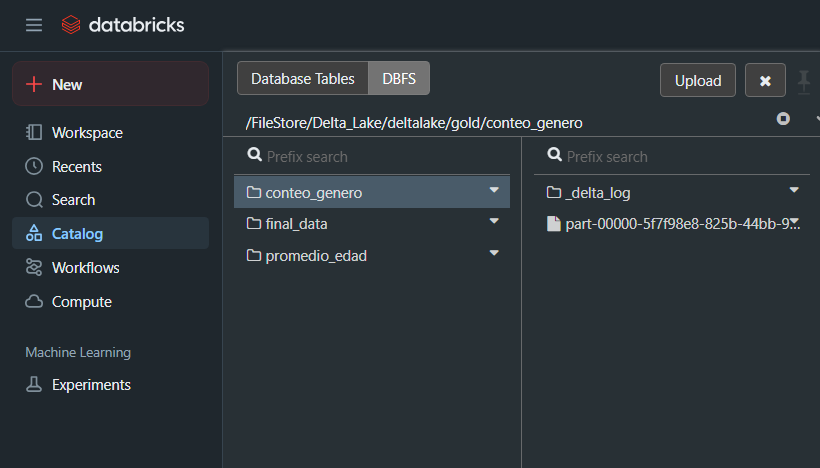 databricks
New
Workspace
Recents
Search
Catalog
Workflows
Compute
Machine Learning
Experiments
Database Tables
DBFS
Upload
/FileStore/Delta_Lake/deltalake/gold/conteo_genero
Prefix search
conteo_genero
final_data
promedio_edad
Prefix search
_delta_log
part-00000-5f7f98e8-825b-44bb-9...